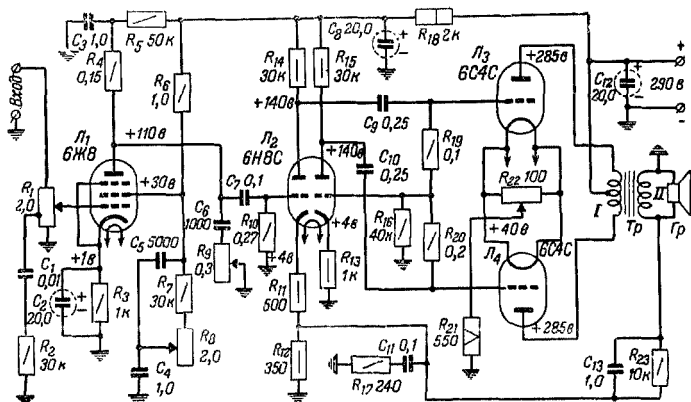 C3 1,0
R5 50к
R4 0,15
R6 1,0
R14 30к
R15 30к
C8 20,0
+
-
R18 2к
Л3 6С4С
+285в
C12 20,0
+
-
+
290 в
-
Вход
Л1 6Ж8
+110в
Л2 6Н8С
+140в
+140в
C9 0,25
C10 0,25
R19 0,1
R1 2,0
+30в
C7 0,1
C6 1000
R10 0,27
+4в
+4в
R16 40к
R20 0,2
R22 100
+40в
Л4 6С4С
I
Тр
II
Гр
C1 0,01
+1в
C2 20,0
+
-
R3 1к
C5 5000
R7 30к
R9 0,3
R11 600
R13 1к
R21 550
+285в
R2 30к
C4 1,0
R8 2,0
R12 350
R17 240
C11 0,1
C13 1,0
R23 10к